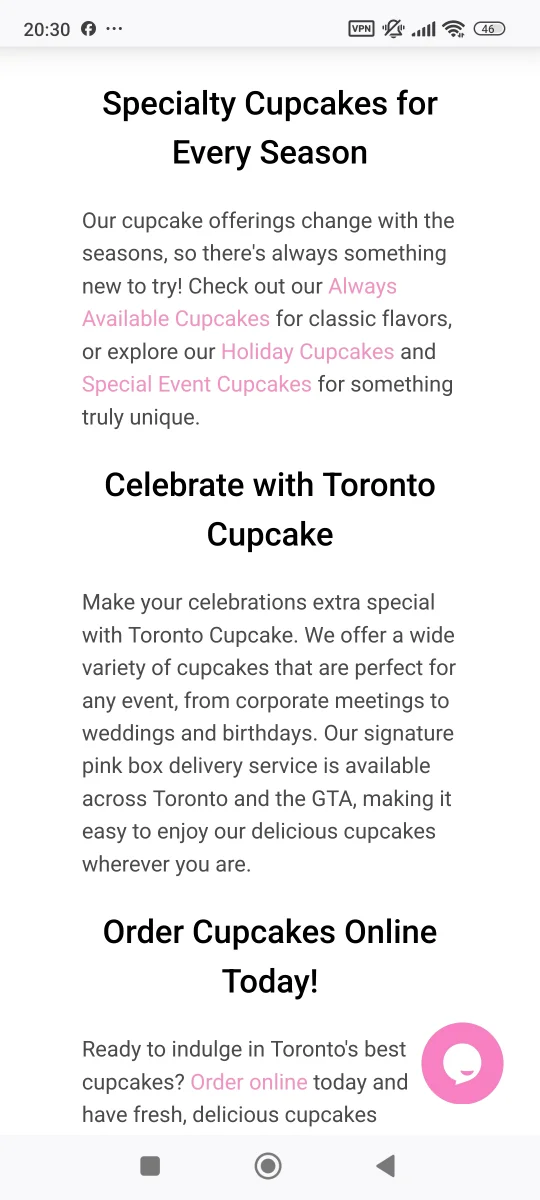 20:30
VPN
46
Specialty Cupcakes for
Every Season
Our cupcake offerings change with the
seasons, so there's always something
new to try! Check out our Always
Available Cupcakes for classic flavors,
or explore our Holiday Cupcakes and
Special Event Cupcakes for something
truly unique.
Celebrate with Toronto
Cupcake
Make your celebrations extra special
with Toronto Cupcake. We offer a wide
variety of cupcakes that are perfect for
any event, from corporate meetings to
weddings and birthdays. Our signature
pink box delivery service is available
across Toronto and the GTA, making it
easy to enjoy our delicious cupcakes
wherever you are.
Order Cupcakes Online
Today!
Ready to indulge in Toronto's best
cupcakes? Order online today and
have fresh, delicious cupcakes